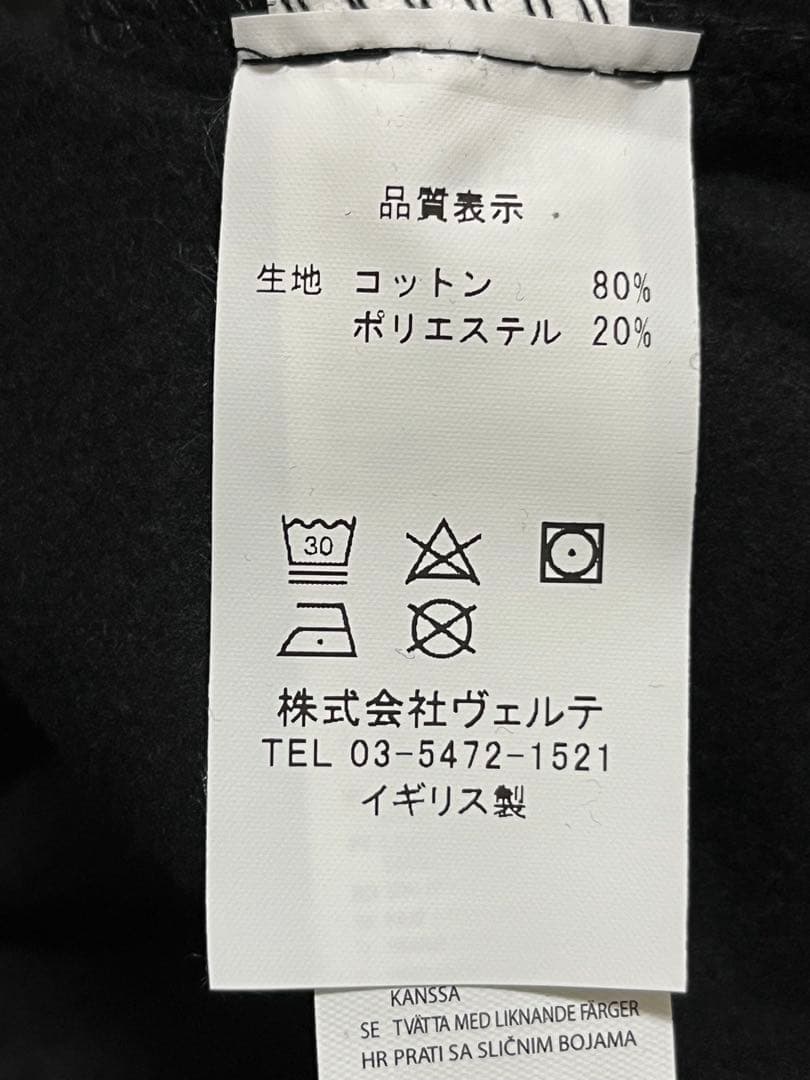 品質表示
生地 コットン 80%
ポリエステル 20%
30
株式会社ヴェルテ
TEL 03-5472-1521
イギリス製
KANSSA
SE TVÄTTA MED LIKNANDE FÄRGER
HR PRATI SA SLIČNIM BOJAMA